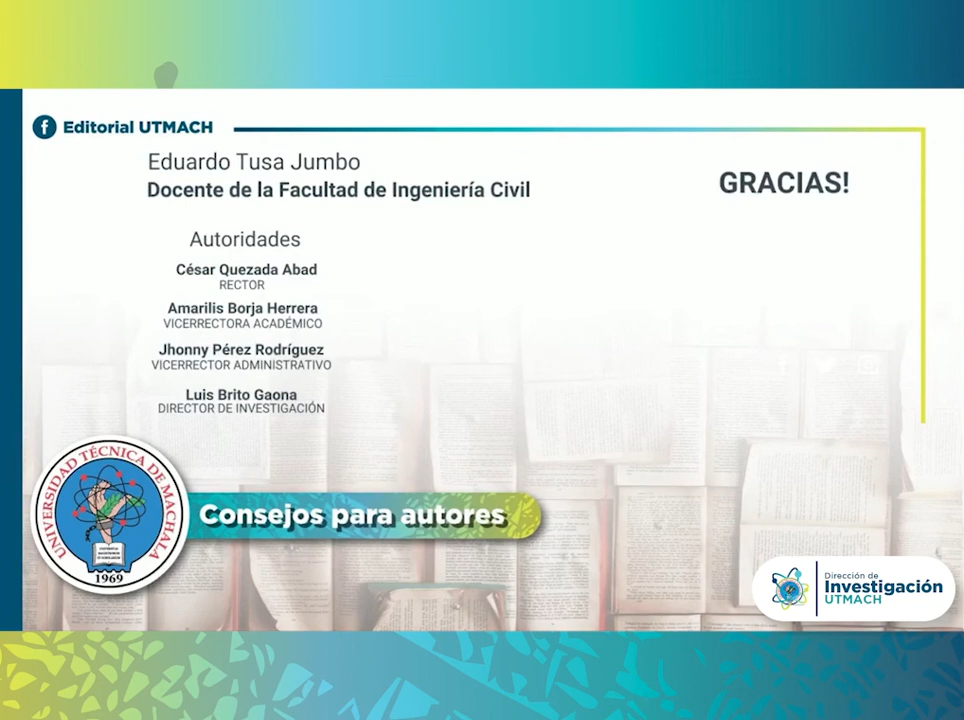 Editorial UTMACH
Eduardo Tusa Jumbo
Docente de la Facultad de Ingeniería Civil
GRACIAS!
Autoridades
César Quezada Abad
RECTOR
Amarilis Borja Herrera
VICERRECTORA ACADÉMICO
Jhonny Pérez Rodríguez
VICERRECTOR ADMINISTRATIVO
Luis Brito Gaona
DIRECTOR DE INVESTIGACIÓN
UNIVERSIDAD TÉCNICA DE MACHALA
1969
Consejos para autores
Dirección de
Investigación
UTMACH